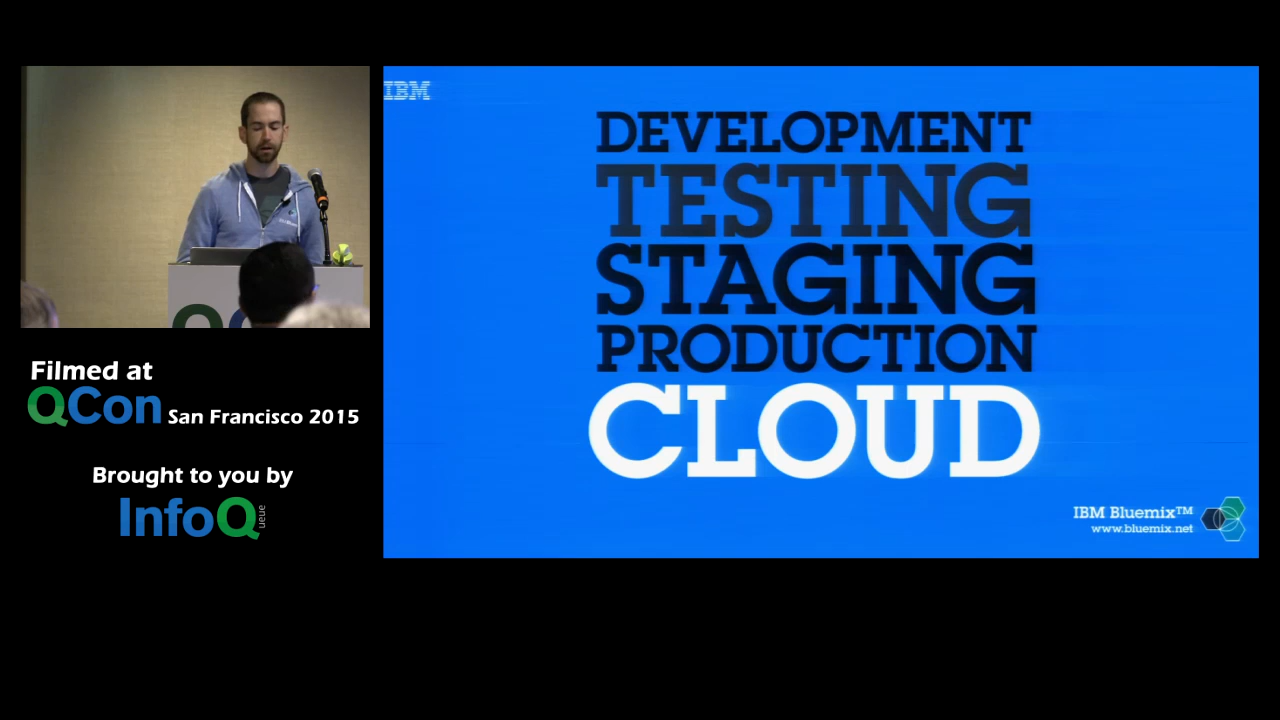 IBM
DEVELOPMENT
TESTING
STAGING
PRODUCTION
CLOUD
IBM Bluemix™
www.bluemix.net
Filmed at
QCon San Francisco 2015
Brought to you by
InfoQ
ueue